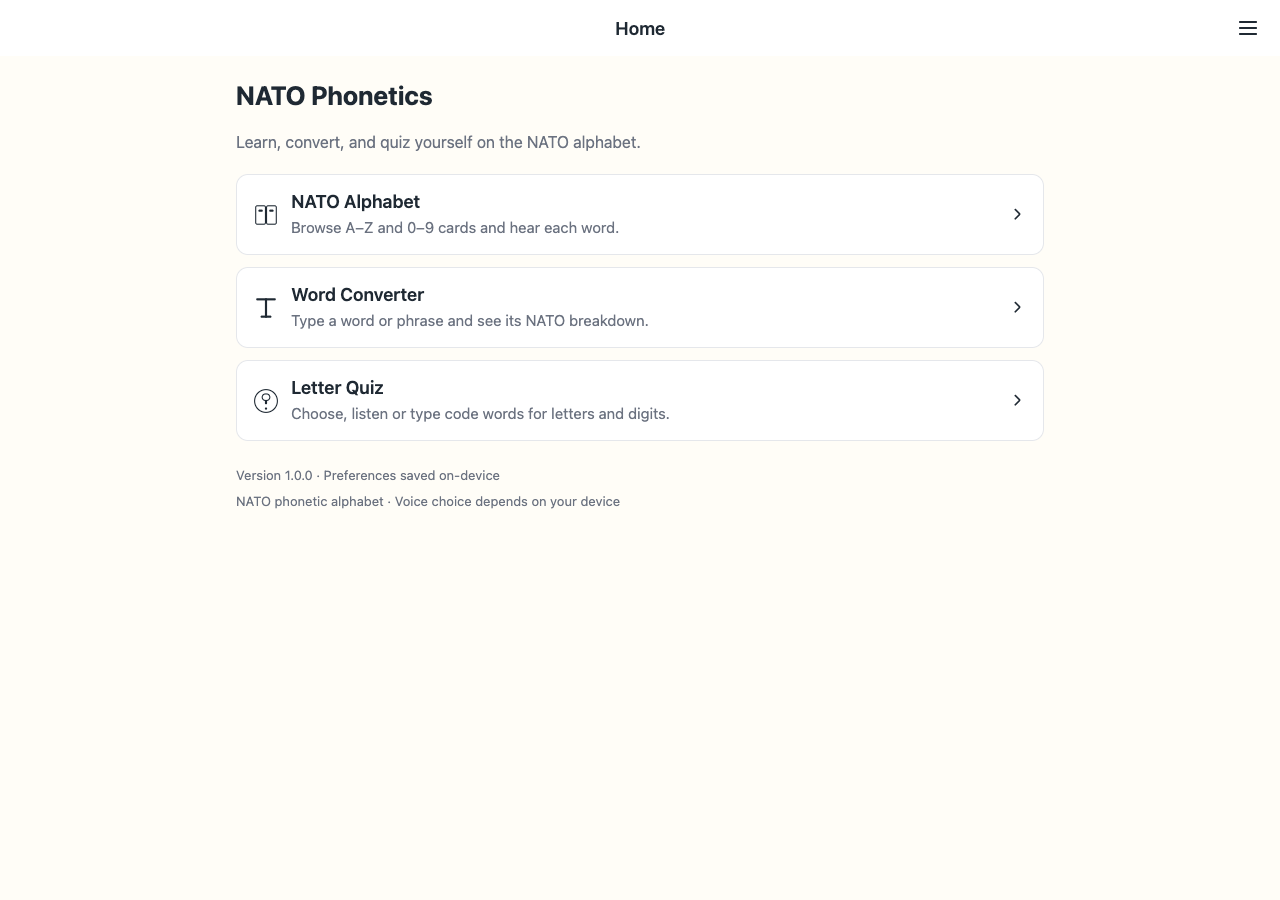 Home
NATO Phonetics
Learn, convert, and quiz yourself on the NATO alphabet.
NATO Alphabet
Browse A–Z and 0–9 cards and hear each word.
Word Converter
Type a word or phrase and see its NATO breakdown.
Letter Quiz
Choose, listen or type code words for letters and digits.
Version 1.0.0 · Preferences saved on-device
NATO phonetic alphabet · Voice choice depends on your device